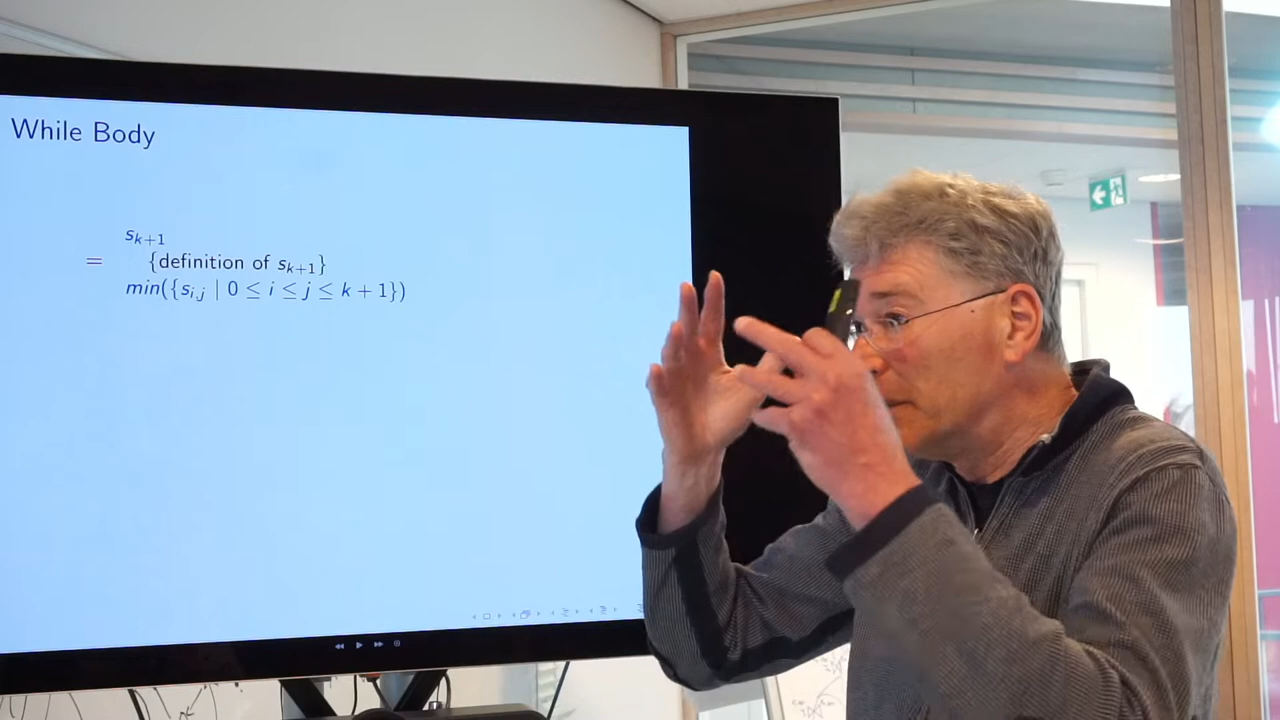 While Body
s_{k+1}
= {definition of s_{k+1}}
min({s_{i,j} | 0 ≤ i ≤ j ≤ k + 1})